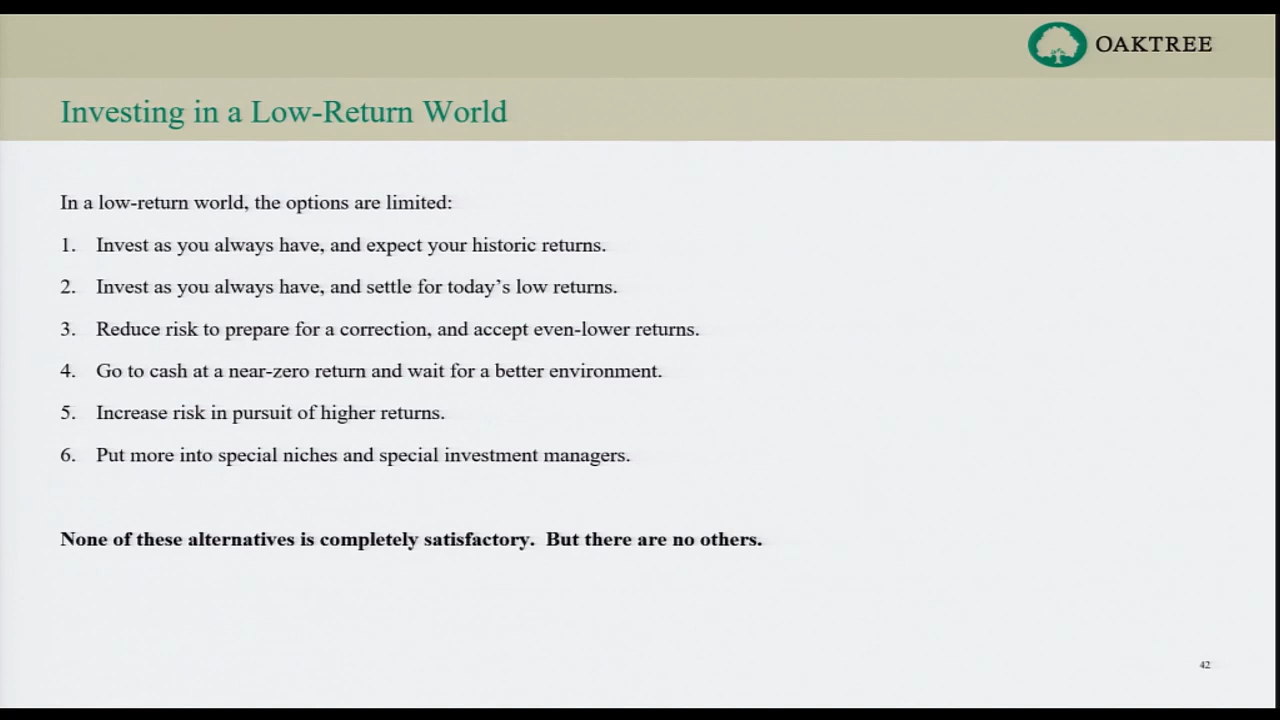 OAKTREE
Investing in a Low-Return World
In a low-return world, the options are limited:
1. Invest as you always have, and expect your historic returns.
2. Invest as you always have, and settle for today’s low returns.
3. Reduce risk to prepare for a correction, and accept even-lower returns.
4. Go to cash at a near-zero return and wait for a better environment.
5. Increase risk in pursuit of higher returns.
6. Put more into special niches and special investment managers.
None of these alternatives is completely satisfactory.  But there are no others.
42